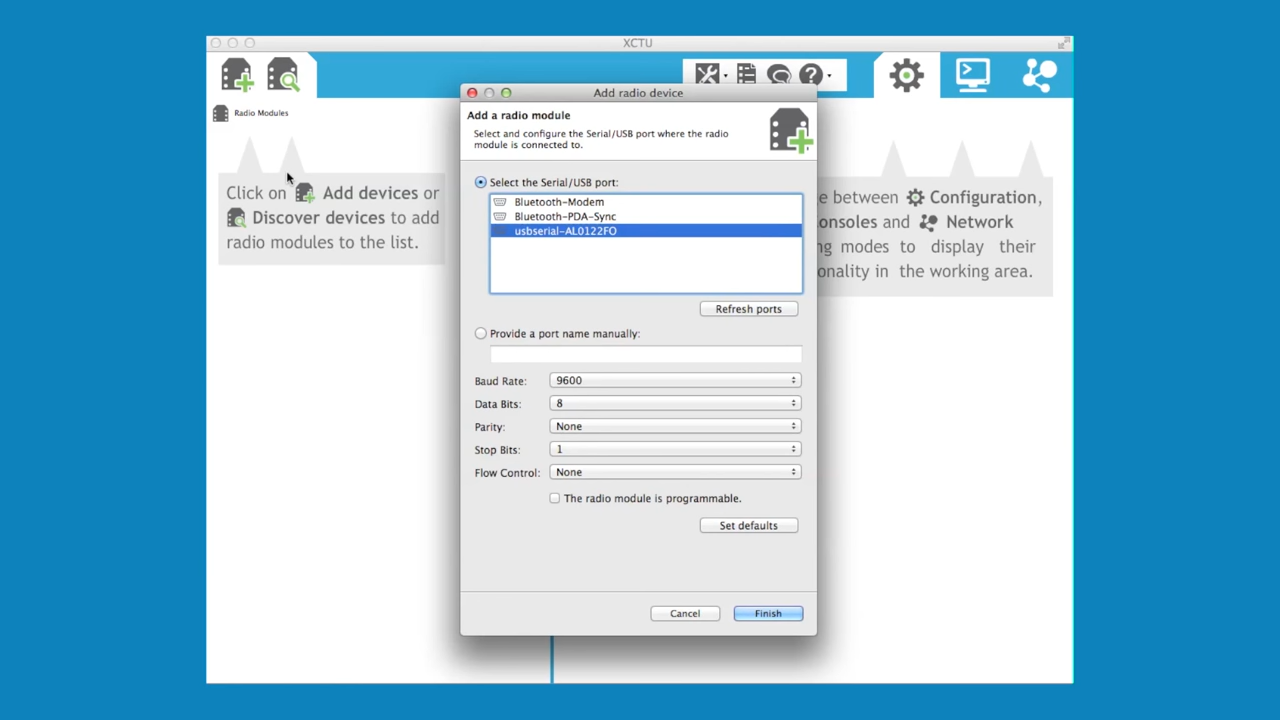 XCTU
Radio Modules
Click on Add devices or
Discover devices to add
radio modules to the list.
Add radio device
Add a radio module
Select and configure the Serial/USB port where the radio
module is connected to.
Select the Serial/USB port:
Bluetooth-Modem
Bluetooth-PDA-Sync
usbserial-AL0122FO
Refresh ports
Provide a port name manually:
Baud Rate: 9600
Data Bits: 8
Parity: None
Stop Bits: 1
Flow Control: None
The radio module is programmable.
Set defaults
Cancel Finish
e between Configuration,
onsoles and Network
ng modes to display their
onality in the working area.